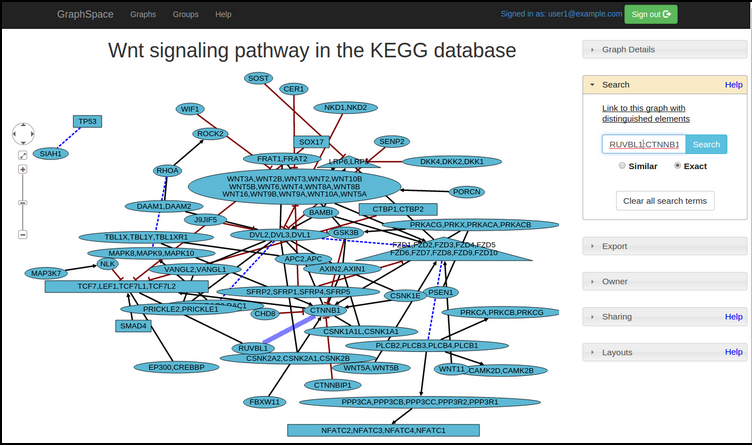 GraphSpace Graphs Groups Help Signed in as: user1@example.com Sign out
Wnt signaling pathway in the KEGG database
Graph Details
Search Help
Link to this graph with
distinguished elements
RUVBL1:CTNNB1 Search
Similar Exact
Clear all search terms
Export
Owner
Sharing Help
Layouts Help
SOST
CER1
WIF1
NKD1,NKD2
TP53
ROCK2
SOX17
SENP2
SIAH1
FRAT1,FRAT2
DKK4,DKK2,DKK1
RHOA
WNT3A,WNT2B,WNT3,WNT2,WNT10B
WNT5B,WNT6,WNT4,WNT8A,WNT8B
WNT16,WNT9B,WNT9A,WNT10A,WNT5A
PORCN
DAAM1,DAAM2
BAMBI
CTBP1,CTBP2
J9JIF5
PRKACG,PRKX,PRKACA,PRKACB
TBL1X,TBL1Y,TBL1XR1
DVL2,DVL3,DVL1
GSK3B
FZD1,FZD2,FZD3,FZD4,FZD5
FZD6,FZD7,FZD8,FZD9,FZD10
MAPK8,MAPK9,MAPK10
APC2,APC
NLK
VANGL2,VANGL1
AXIN2,AXIN1
MAP3K7
TCF7,LEF1,TCF7L1,TCF7L2
SFRP2,SFRP1,SFRP4,SFRP5
CSNK1E
PSEN1
PRICKLE2,PRICKLE1
CHD8
CTNNB1
PRKCA,PRKCB,PRKCG
SMAD4
CSNK1A1L,CSNK1A1
RUVBL1
PLCB2,PLCB3,PLCB4,PLCB1
CSNK2A2,CSNK2A1,CSNK2B
EP300,CREBBP
WNT5A,WNT5B
WNT11
CAMK2D,CAMK2B
CTNNBIP1
FBXW11
PPP3CA,PPP3CB,PPP3CC,PPP3R2,PPP3R1
NFATC2,NFATC3,NFATC4,NFATC1